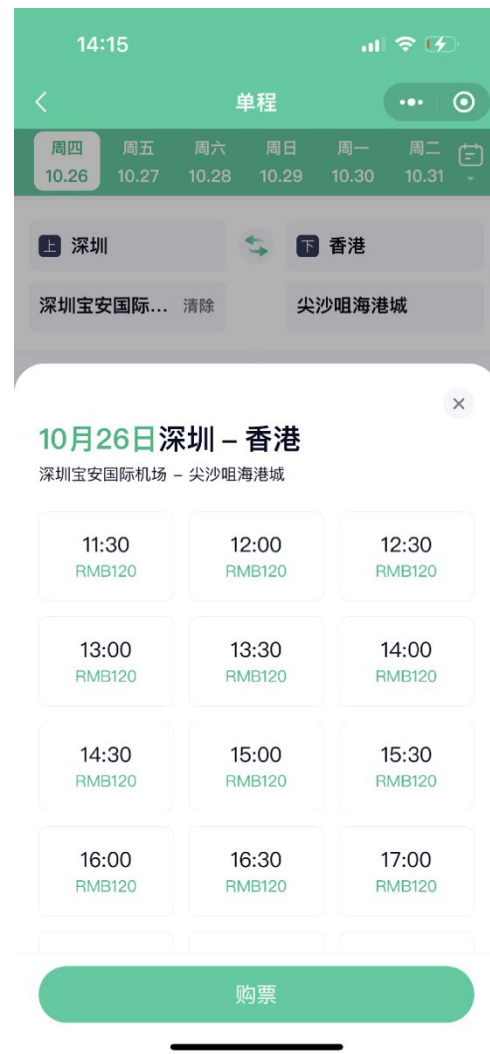 14:15
单程
周四 周五 周六 周日 周一 周二
10.26 10.27 10.28 10.29 10.30 10.31
上 深圳 下 香港
深圳宝安国际... 清除 尖沙咀海港城
10月26日深圳 – 香港
深圳宝安国际机场 – 尖沙咀海港城
11:30 12:00 12:30
RMB120 RMB120 RMB120
13:00 13:30 14:00
RMB120 RMB120 RMB120
14:30 15:00 15:30
RMB120 RMB120 RMB120
16:00 16:30 17:00
RMB120 RMB120 RMB120
购票